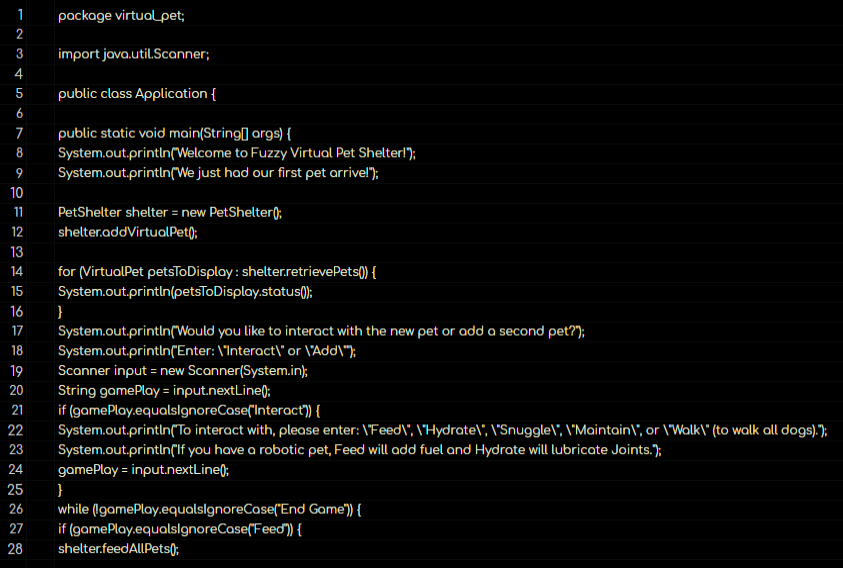 1 package virtual_pet;
2
3 import java.util.Scanner;
4
5 public class Application {
6
7 public static void main(String[] args) {
8 System.out.println("Welcome to Fuzzy Virtual Pet Shelter!");
9 System.out.println("We just had our first pet arrive!");
10
11 PetShelter shelter = new PetShelter();
12 shelter.addVirtualPet();
13
14 for (VirtualPet petsToDisplay : shelter.retrievePets()) {
15 System.out.println(petsToDisplay.status());
16 }
17 System.out.println("Would you like to interact with the new pet or add a second pet?");
18 System.out.println("Enter: \"Interact\" or \"Add\"");
19 Scanner input = new Scanner(System.in);
20 String gamePlay = input.nextLine();
21 if (gamePlay.equalsIgnoreCase("Interact")) {
22 System.out.println("To interact with, please enter: \"Feed\", \"Hydrate\", \"Snuggle\", \"Maintain\", or \"Walk\" (to walk all dogs).");
23 System.out.println("If you have a robotic pet, Feed will add fuel and Hydrate will lubricate Joints.");
24 gamePlay = input.nextLine();
25 }
26 while (!gamePlay.equalsIgnoreCase("End Game")) {
27 if (gamePlay.equalsIgnoreCase("Feed")) {
28 shelter.feedAllPets();